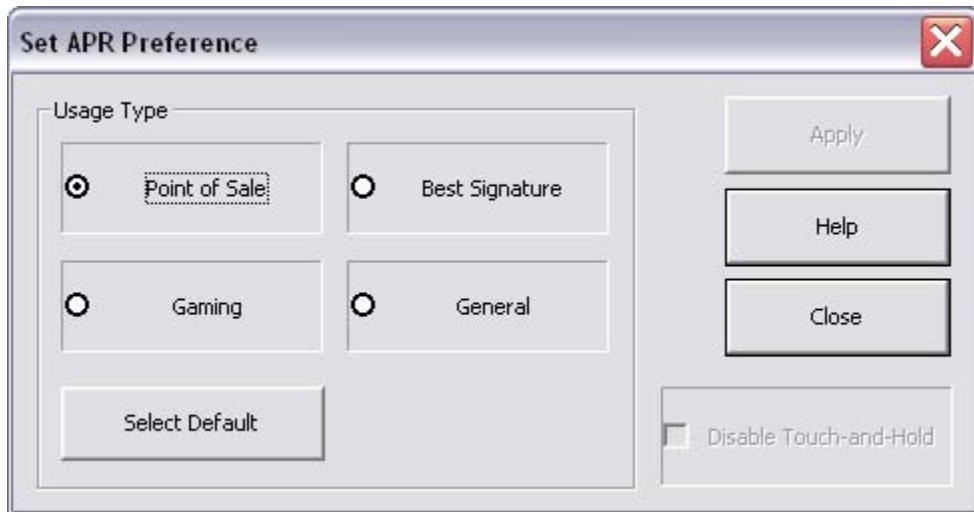 Set APR Preference
Usage Type
Point of Sale
Best Signature
Gaming
General
Select Default
Apply
Help
Close
Disable Touch-and-Hold